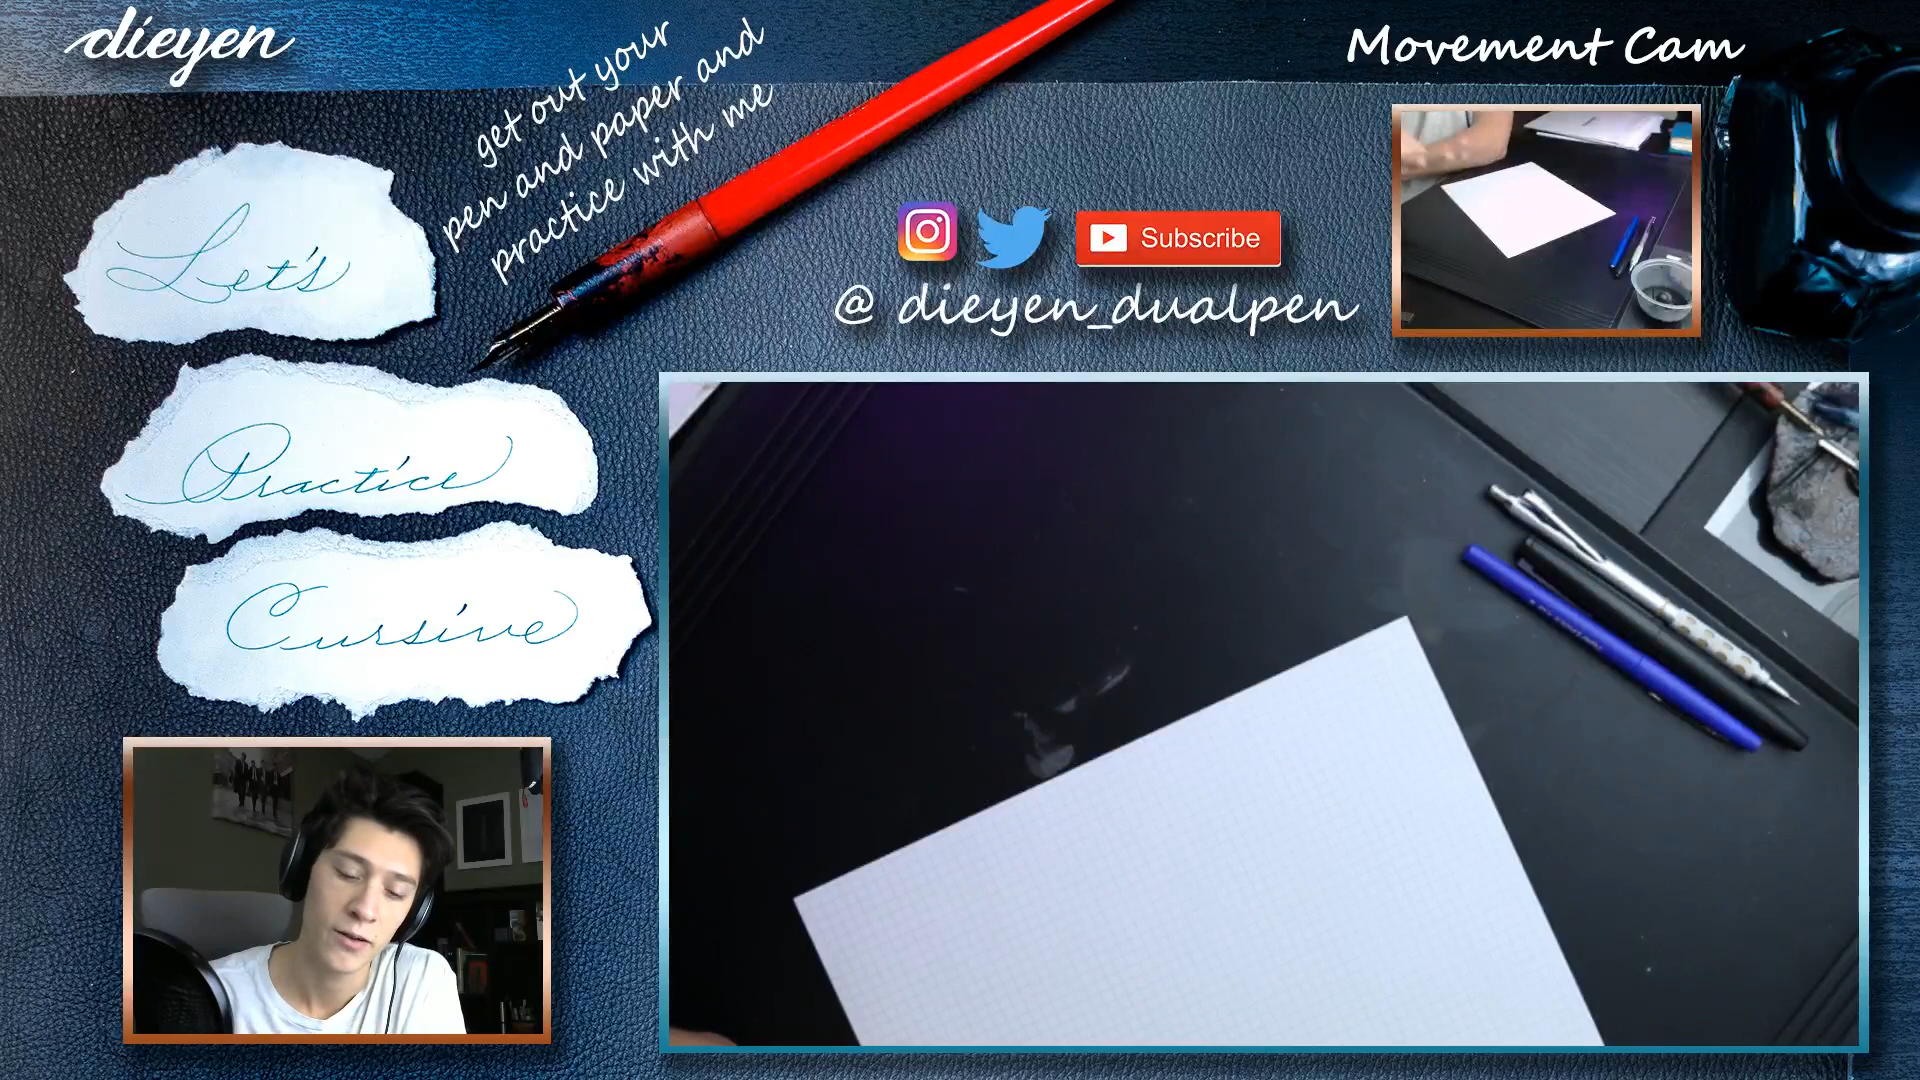 dieyen
get out your
pen and paper and
practice with me
Movement Cam
Let's
Practice
Cursive
Subscribe
@ dieyen_dualpen